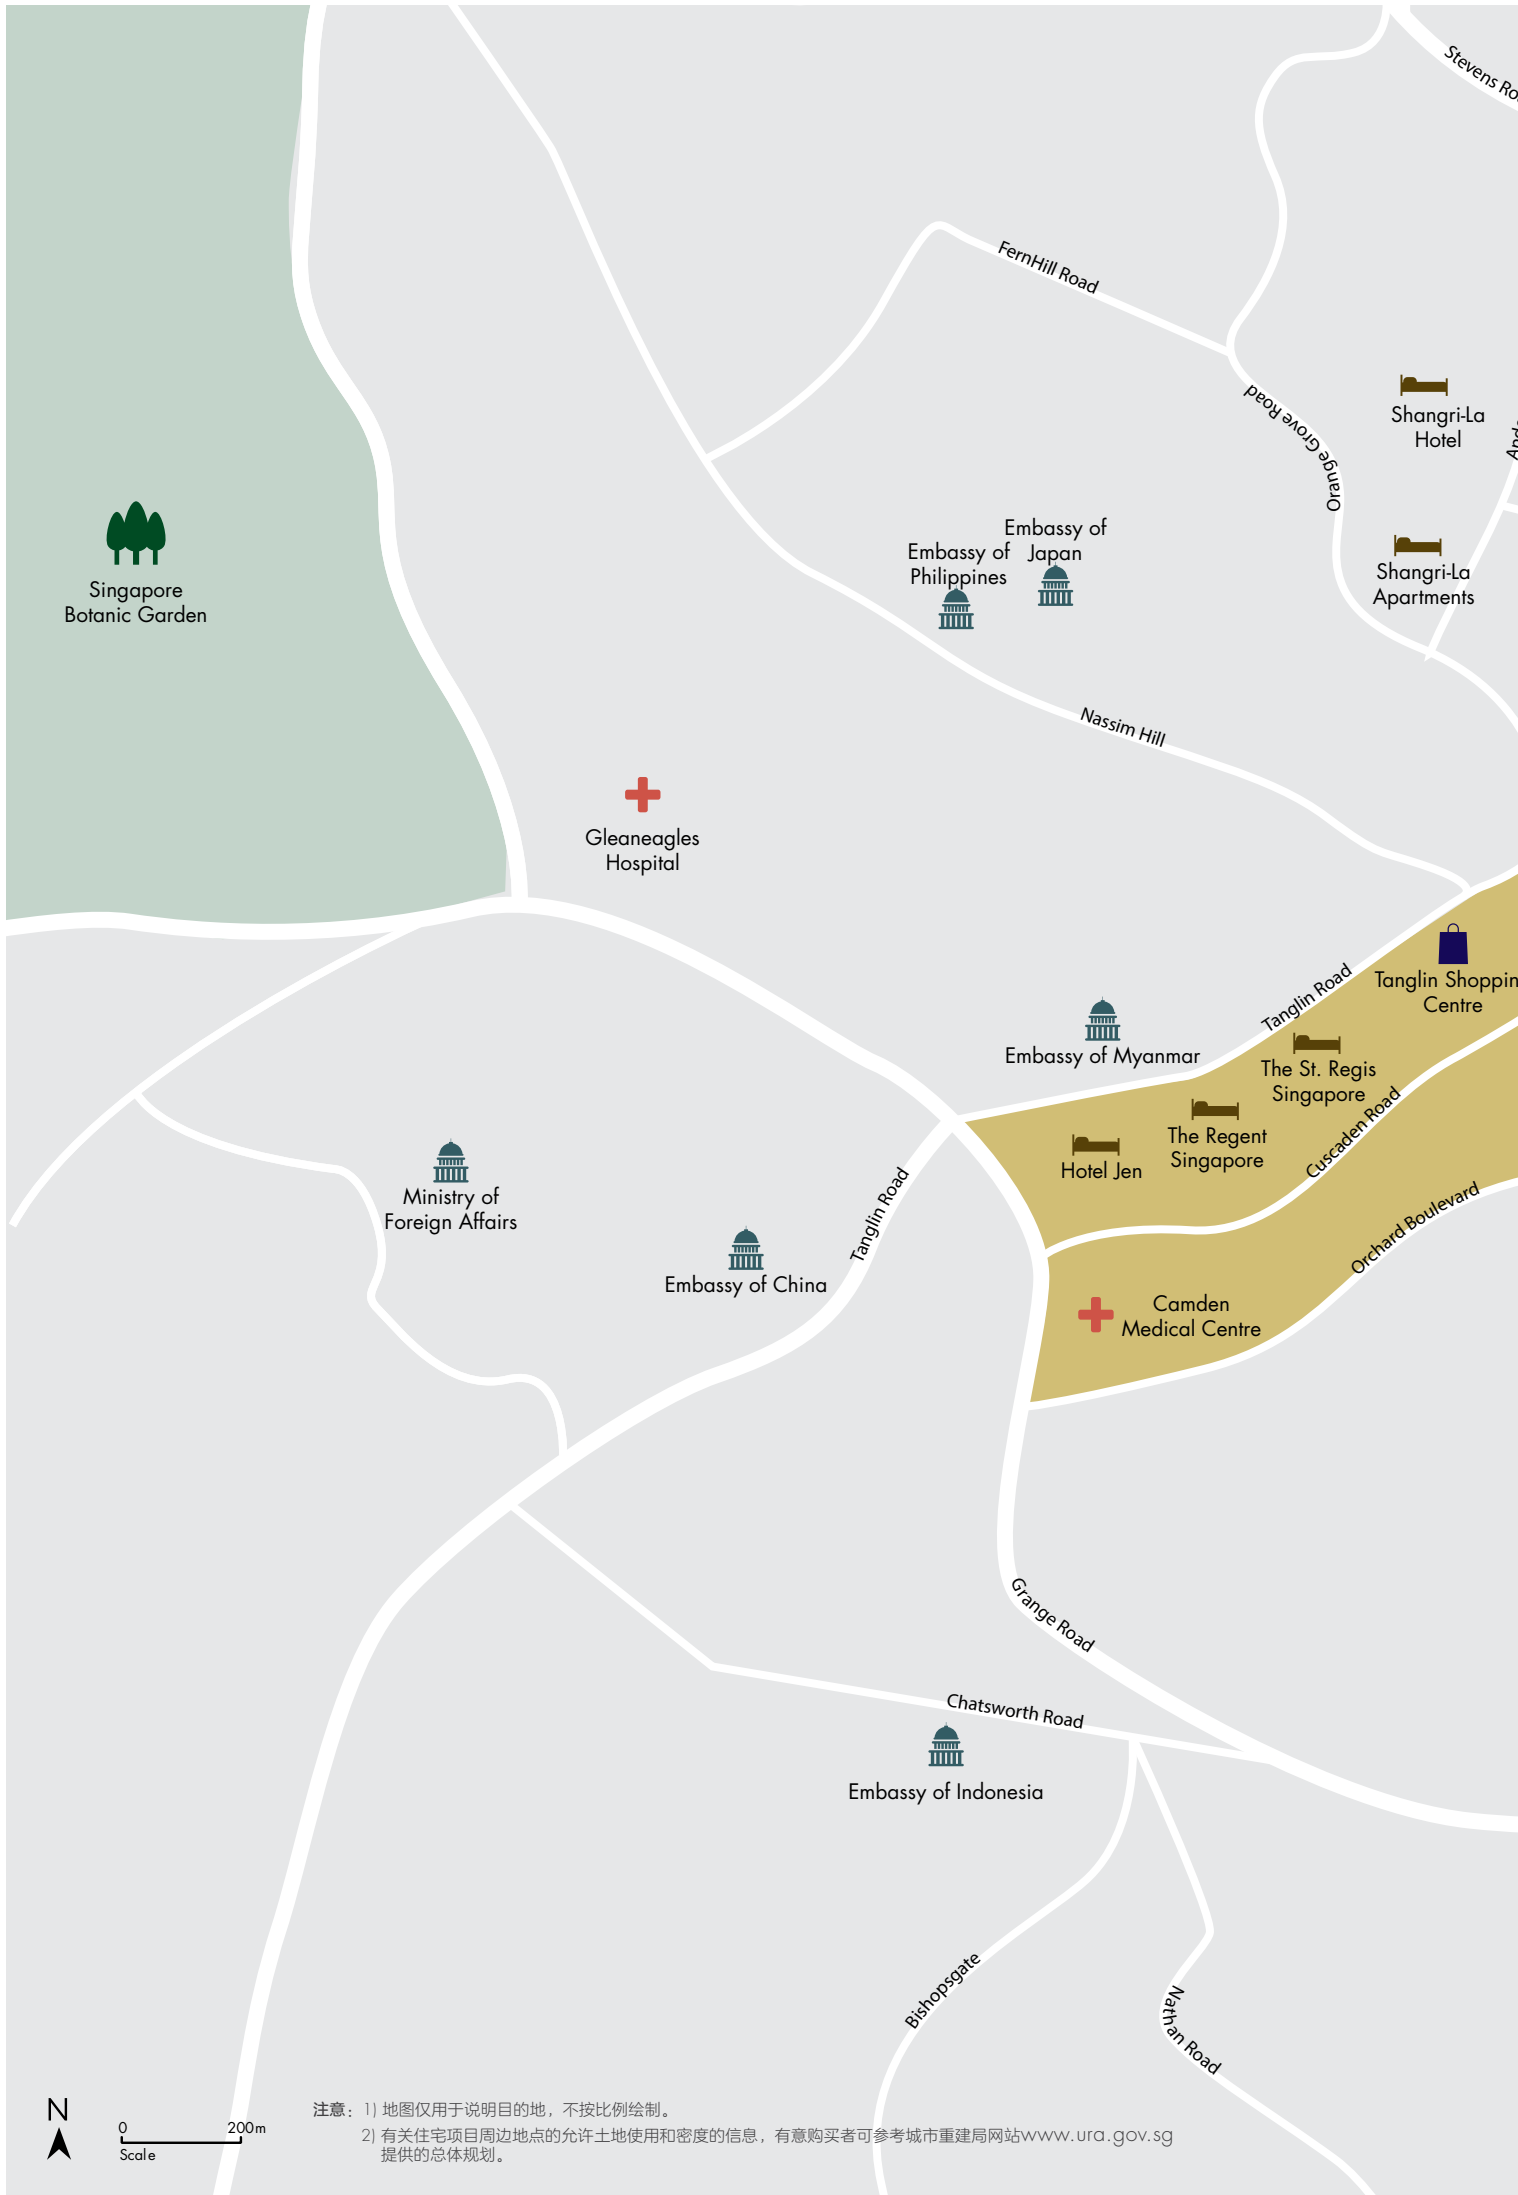 Stevens Ro
FernHill Road
Orange Grove Road
Shangri-La
Hotel
Ande
Embassy of
Japan
Embassy of
Philippines
Shangri-La
Apartments
Singapore
Botanic Garden
Nassim Hill
Gleaneagles
Hospital
Tanglin Road
Tanglin Shoppin
Centre
Embassy of Myanmar
The St. Regis
Singapore
The Regent
Singapore
Cuscaden Road
Hotel Jen
Ministry of
Foreign Affairs
Tanglin Road
Orchard Boulevard
Embassy of China
Camden
Medical Centre
Grange Road
Chatsworth Road
Embassy of Indonesia
Bishopsgate
Nathan Road
N
0 200m
Scale
注意：1) 地图仅用于说明目的地，不按比例绘制。
2) 有关住宅项目周边地点的允许土地使用和密度的信息，有意购买者可参考城市重建局网站www.ura.gov.sg
提供的总体规划。